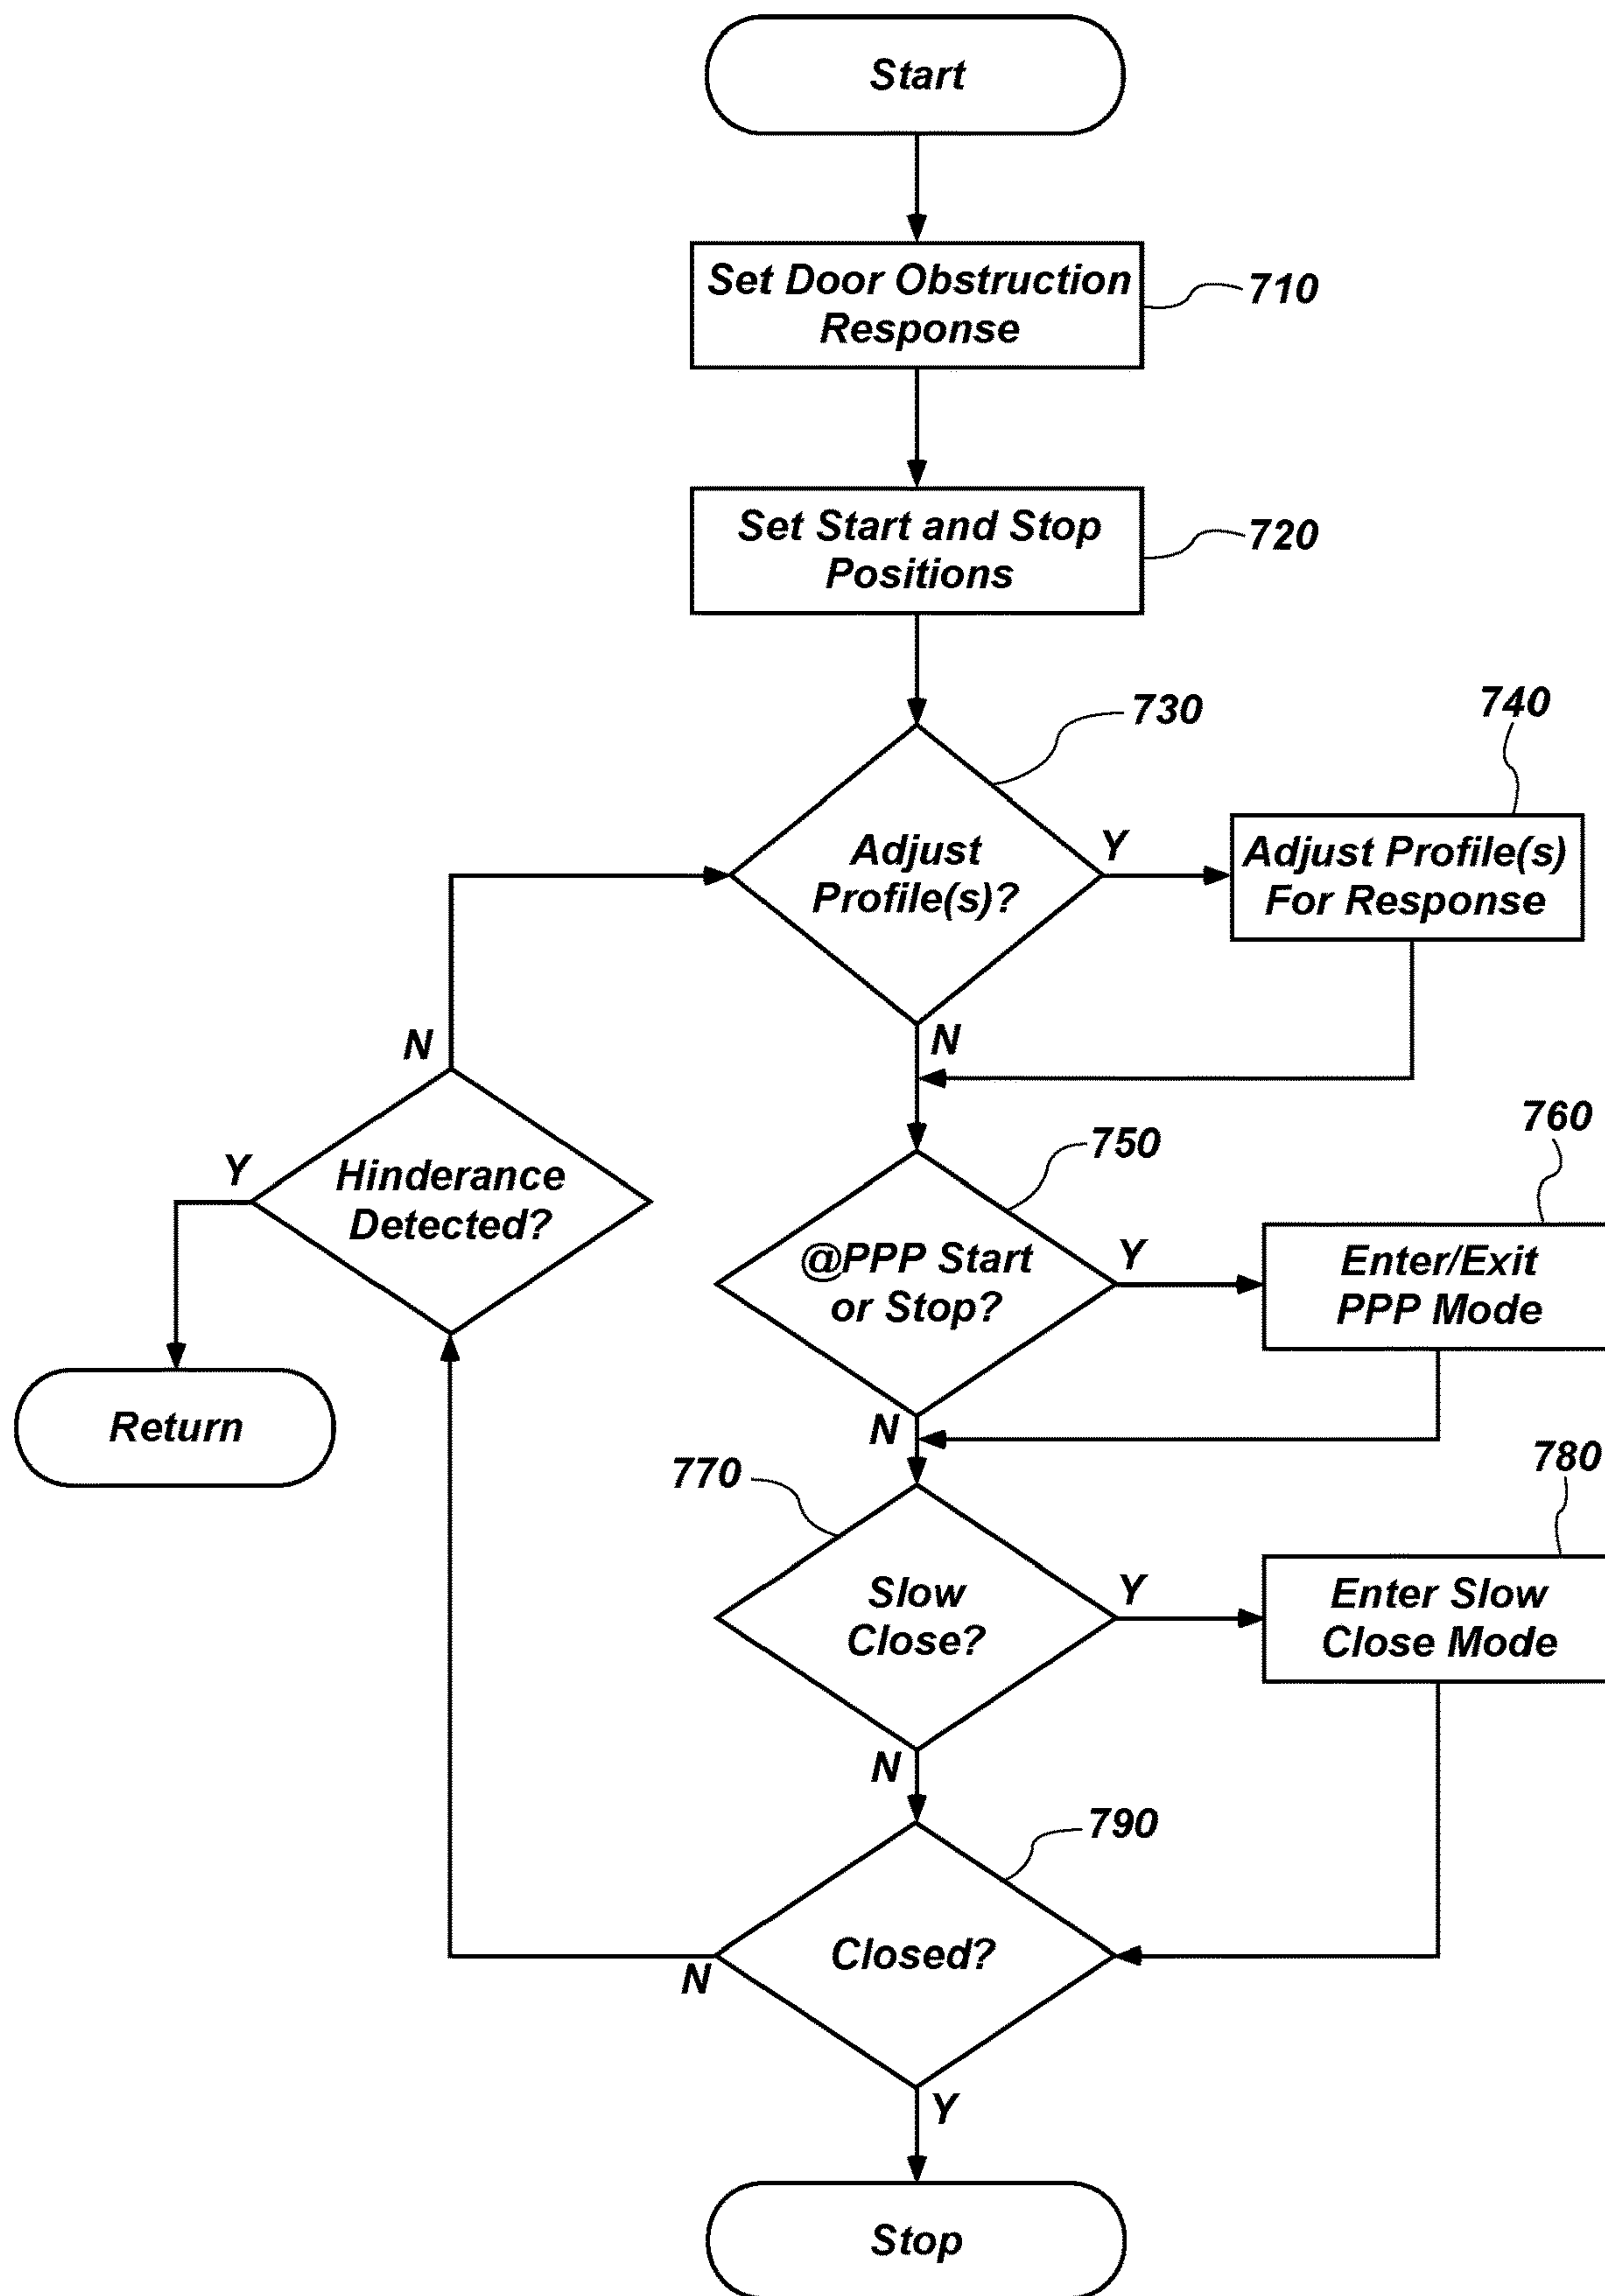 Start
Set Door Obstruction
Response
710
Set Start and Stop
Positions
720
730
740
Adjust
Profile(s)?
Y
Adjust Profile(s)
For Response
N
N
750
760
Y
Hinderance
Detected?
@PPP Start
or Stop?
Y
Enter/Exit
PPP Mode
Return
N
770
780
Slow
Close?
Y
Enter Slow
Close Mode
N
790
Closed?
N
Y
Stop